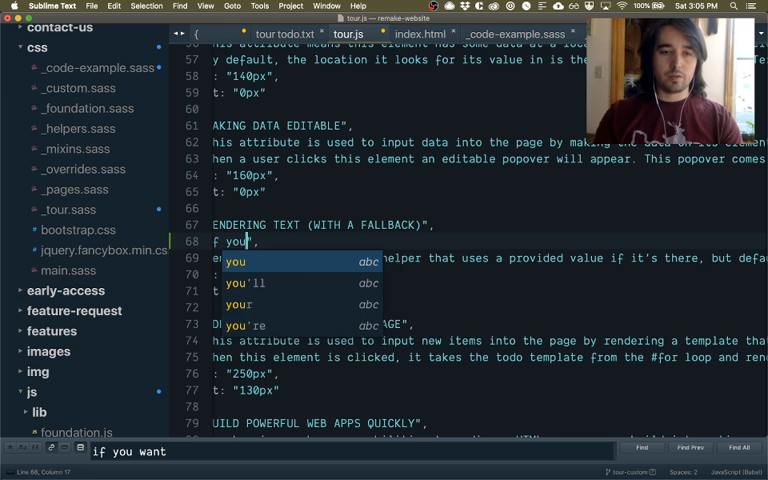 Sublime Text File Edit Selection Find View Goto Tools Project Window Help 100% Sat 3:05 PM
tour.js — remake-website
contact-us
css
_code-example.sass
_custom.sass
_foundation.sass
_helpers.sass
_mixins.sass
_overrides.sass
_pages.sass
_tour.sass
bootstrap.css
jquery.fancybox.min.cs
main.sass
early-access
feature-request
features
images
img
js
lib
foundation.js
{ tour todo.txt tour.js index.html _code-example.sass
57 y default, the location it looks for its value in is the
58 : "140px"
59 t: "0px"
60
61 AKING DATA EDITABLE",
62 his attribute is used to input data into the page by making the data on its element
63 hen a user clicks this element an editable popover will appear. This popover comes
64 : "160px"
65 t: "0px"
66
67 ENDERING TEXT (WITH A FALLBACK)",
68 f you",
69 helper that uses a provided value if it's there, but defau
70 :
71 t
72
73 AGE",
74 his attribute is used to input new items into the page by rendering a template that
75 hen this element is clicked, it takes the todo template from the #for loop and rend
76 : "250px",
77 t: "130px"
78
79 UILD POWERFUL WEB APPS QUICKLY",
you abc
you'll abc
your abc
you're abc
if you want
Find Find Prev Find All
Line 68, Column 17 tour-custom Spaces: 2 JavaScript (Babel)